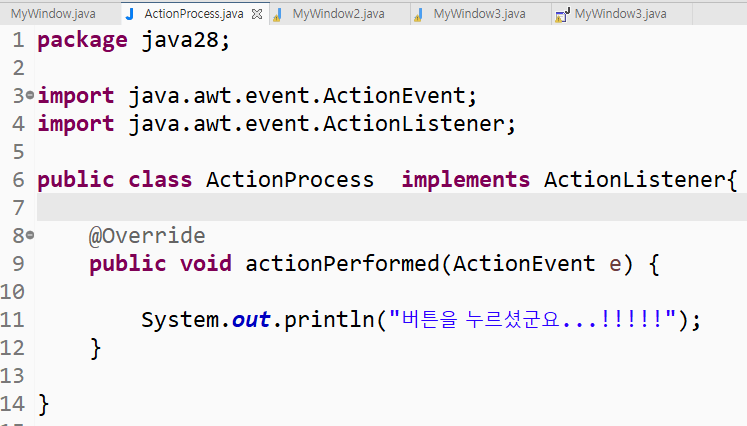 MyWindow.java ActionProcess.java MyWindow2.java MyWindow3.java MyWindow3.java
1 package java28;
2
3 import java.awt.event.ActionEvent;
4 import java.awt.event.ActionListener;
5
6 public class ActionProcess  implements ActionListener{
7
8     @Override
9     public void actionPerformed(ActionEvent e) {
10
11         System.out.println("버튼을 누르셨군요...!!!!!");
12     }
13
14 }